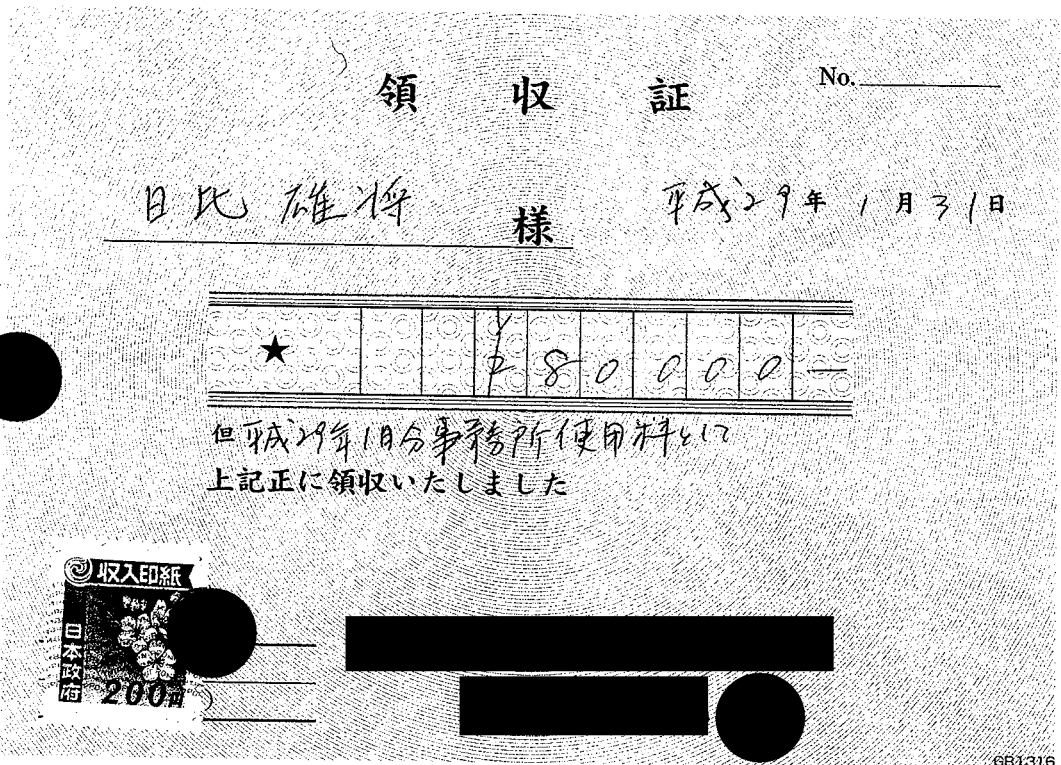 領収証
No.
日比 雄将 様
平成29年1月31日
★ ¥80000―
但 平成29年1月分事務所使用料として
上記正に領収いたしました
収入印紙
日本政府
200円
GB1316